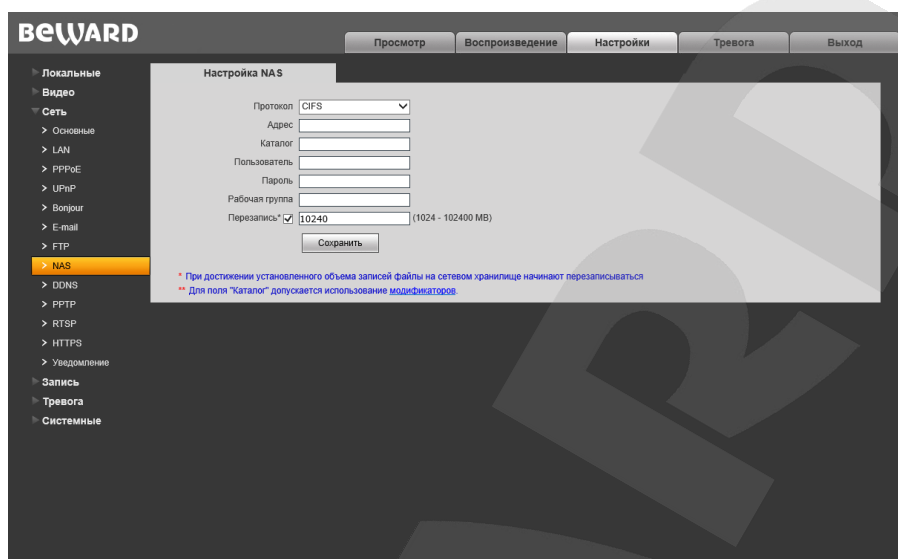 BEWARD
Просмотр Воспроизведение Настройки Тревога Выход
Локальные
Видео
Сеть
> Основные
> LAN
> PPPoE
> UPnP
> Bonjour
> E-mail
> FTP
> NAS
> DDNS
> PPTP
> RTSP
> HTTPS
> Уведомление
Запись
Тревога
Системные
Настройка NAS
Протокол CIFS
Адрес
Каталог
Пользователь
Пароль
Рабочая группа
Перезапись* 10240 (1024 - 102400 MB)
Сохранить
* При достижении установленного объема записей файлы на сетевом хранилище начинают перезаписываться
** Для поля "Каталог" допускается использование модификаторов.